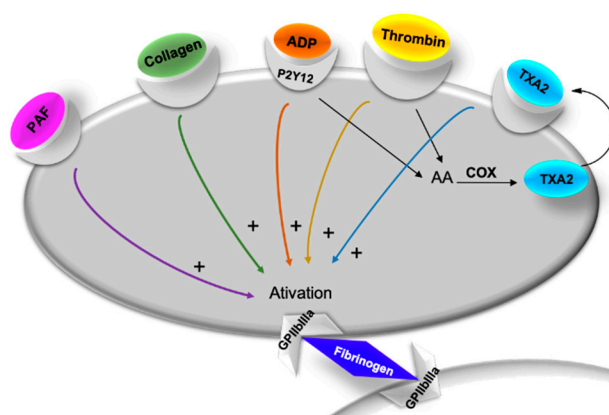 PAF
Collagen
ADP
P2Y12
Thrombin
TXA2
AA
COX
TXA2
+
+
+
+
+
Ativation
GPIIbIIIa
Fibrinogen
GPIIbIIIa